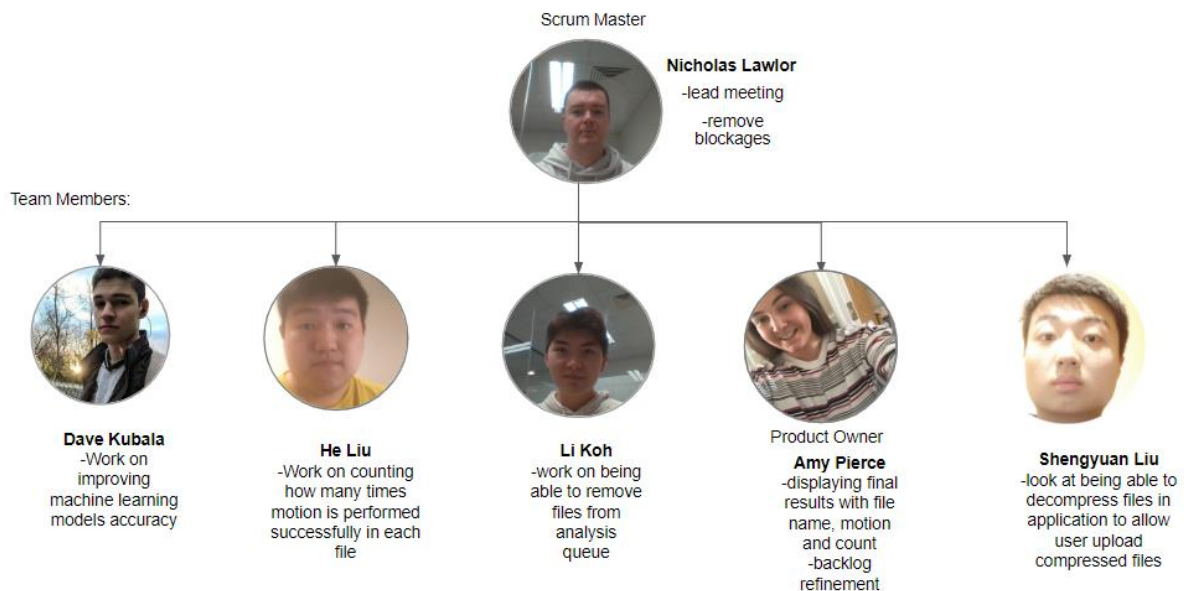 Scrum Master
Nicholas Lawlor
-lead meeting
-remove
blockages
Team Members:
Dave Kubala
-Work on
improving
machine learning
models accuracy
He Liu
-Work on counting
how many times
motion is performed
successfully in each
file
Li Koh
-work on being
able to remove
files from
analysis
queue
Product Owner
Amy Pierce
-displaying final
results with file
name, motion
and count
-backlog
refinement
Shengyuan Liu
-look at being able to
decompress files in
application to allow
user upload
compressed files